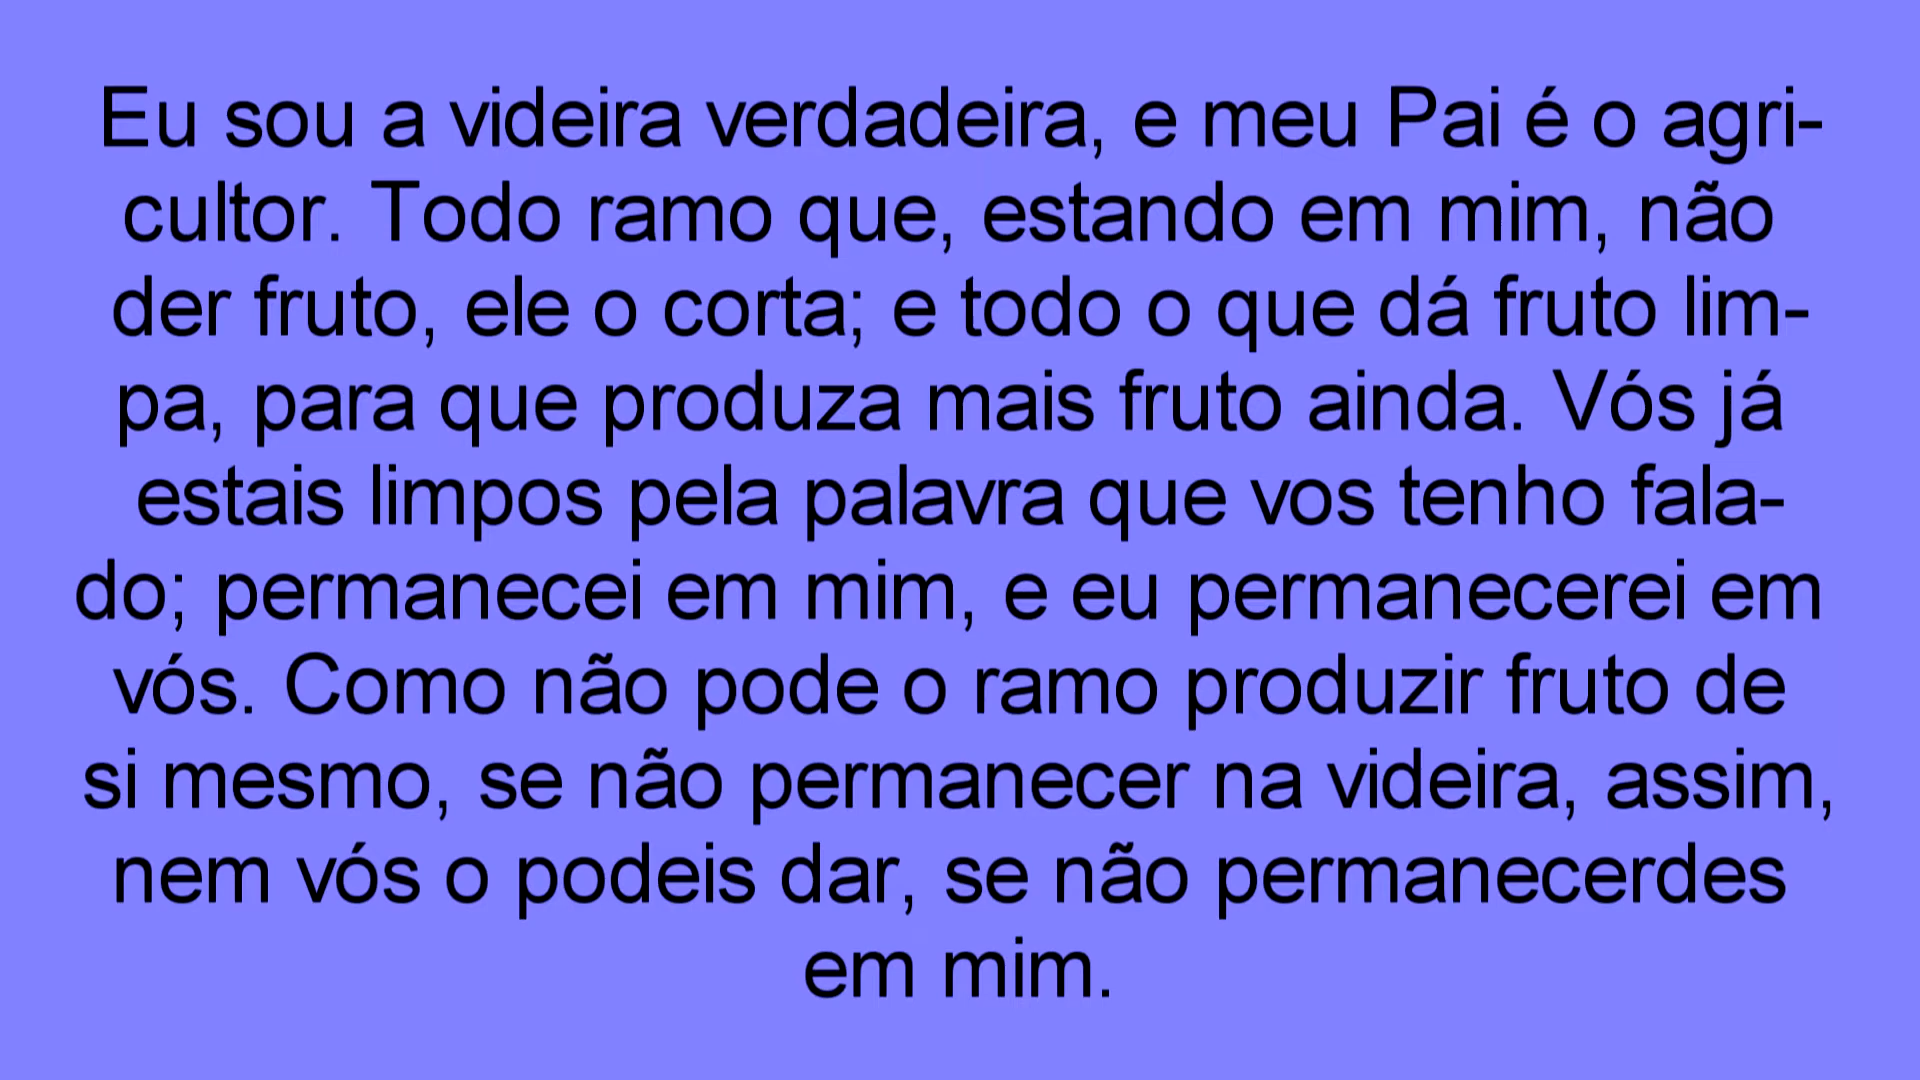 Eu sou a videira verdadeira, e meu Pai é o agri-
cultor. Todo ramo que, estando em mim, não
der fruto, ele o corta; e todo o que dá fruto lim-
pa, para que produza mais fruto ainda. Vós já
estais limpos pela palavra que vos tenho fala-
do; permanecei em mim, e eu permanecerei em
vós. Como não pode o ramo produzir fruto de
si mesmo, se não permanecer na videira, assim,
nem vós o podeis dar, se não permanecerdes
em mim.